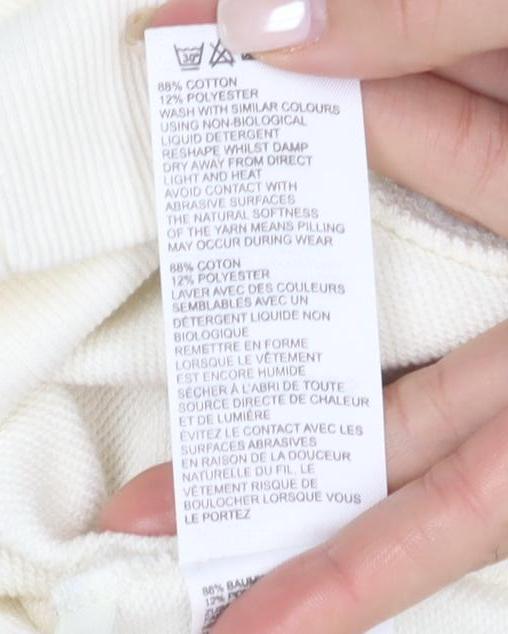 30
88% COTTON
12% POLYESTER
WASH WITH SIMILAR COLOURS
USING NON-BIOLOGICAL
LIQUID DETERGENT
RESHAPE WHILST DAMP
DRY AWAY FROM DIRECT
LIGHT AND HEAT
AVOID CONTACT WITH
ABRASIVE SURFACES
THE NATURAL SOFTNESS
OF THE YARN MEANS PILLING
MAY OCCUR DURING WEAR
88% COTON
12% POLYESTER
LAVER AVEC DES COULEURS
SEMBLABLES AVEC UN
DÉTERGENT LIQUIDE NON
BIOLOGIQUE
REMETTRE EN FORME
LORSQUE LE VÊTEMENT
EST ENCORE HUMIDE
SÉCHER À L'ABRI DE TOUTE
SOURCE DIRECTE DE CHALEUR
ET DE LUMIÈRE
ÉVITEZ LE CONTACT AVEC LES
SURFACES ABRASIVES
EN RAISON DE LA DOUCEUR
NATURELLE DU FIL, LE
VÊTEMENT RISQUE DE
BOULOCHER LORSQUE VOUS
LE PORTEZ
88%
12%